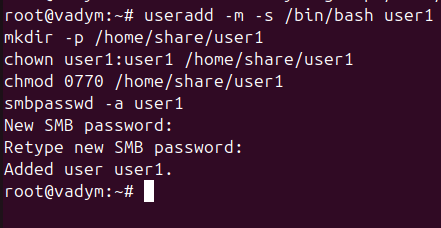 root@vadym:~# useradd -m -s /bin/bash user1
mkdir -p /home/share/user1
chown user1:user1 /home/share/user1
chmod 0770 /home/share/user1
smbpasswd -a user1
New SMB password:
Retype new SMB password:
Added user user1.
root@vadym:~#